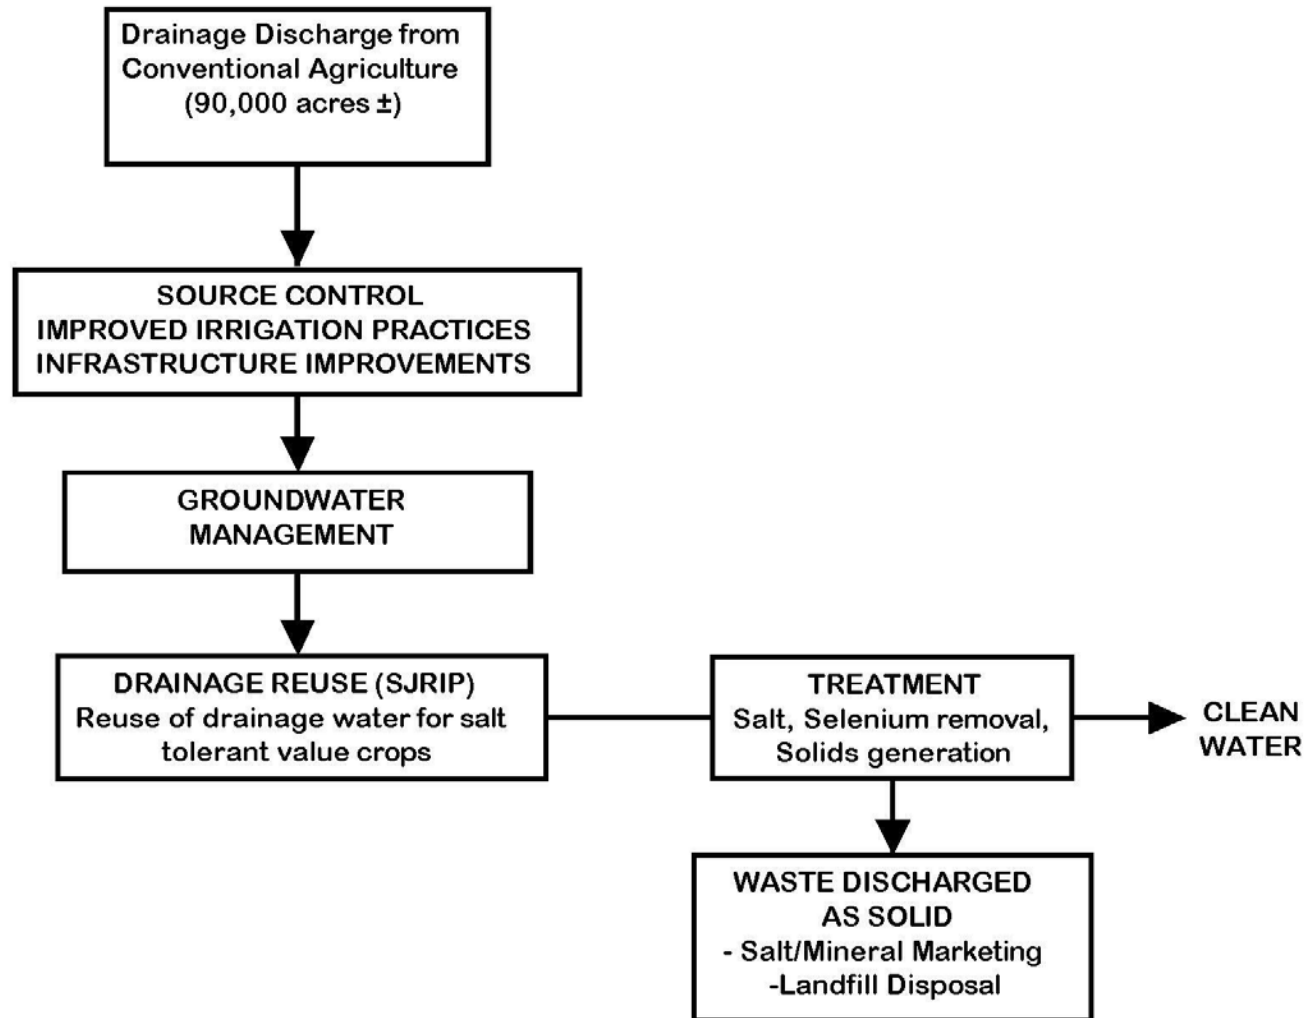 Drainage Discharge from
Conventional Agriculture
(90,000 acres ±)
SOURCE CONTROL
IMPROVED IRRIGATION PRACTICES
INFRASTRUCTURE IMPROVEMENTS
GROUNDWATER
MANAGEMENT
DRAINAGE REUSE (SJRIP)
Reuse of drainage water for salt
tolerant value crops
TREATMENT
Salt, Selenium removal,
Solids generation
CLEAN
WATER
WASTE DISCHARGED
AS SOLID
- Salt/Mineral Marketing
-Landfill Disposal